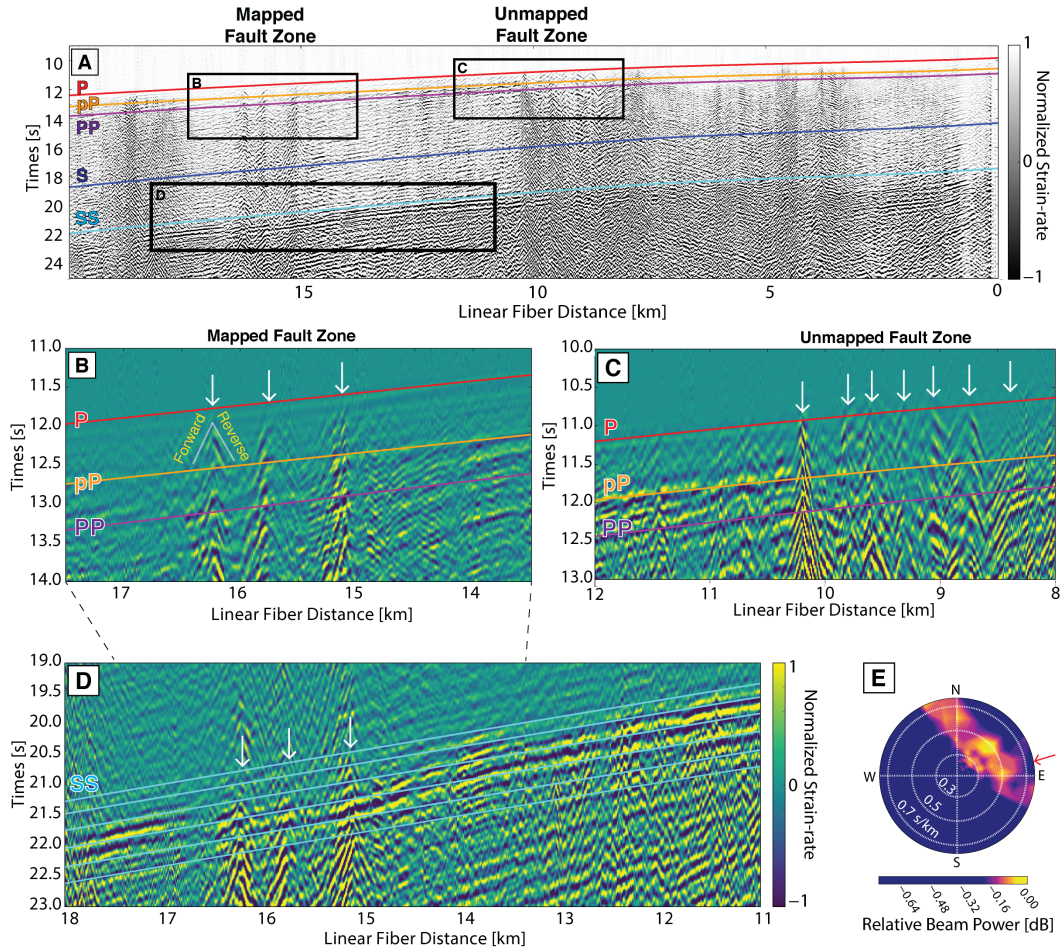 Mapped
Fault Zone
Unmapped
Fault Zone
A
B
C
D
P
pP
PP
S
SS
10
12
14
16
18
20
22
24
Times [s]
15
10
5
0
Linear Fiber Distance [km]
1
0
−1
Normalized Strain-rate
Mapped Fault Zone
B
11.0
11.5
12.0
12.5
13.0
13.5
14.0
Times [s]
P
pP
PP
Forward
Reverse
17
16
15
14
Linear Fiber Distance [km]
Unmapped Fault Zone
C
10.0
10.5
11.0
11.5
12.0
12.5
13.0
Times [s]
P
pP
PP
12
11
10
9
8
Linear Fiber Distance [km]
D
19.0
19.5
20.0
20.5
21.0
21.5
22.0
22.5
23.0
Times [s]
SS
18
17
16
15
14
13
12
11
Linear Fiber Distance [km]
1
0
−1
Normalized Strain-rate
E
N
W
E
S
0.3
0.5
0.7 s/km
−0.64
−0.48
−0.32
−0.16
0.00
Relative Beam Power [dB]